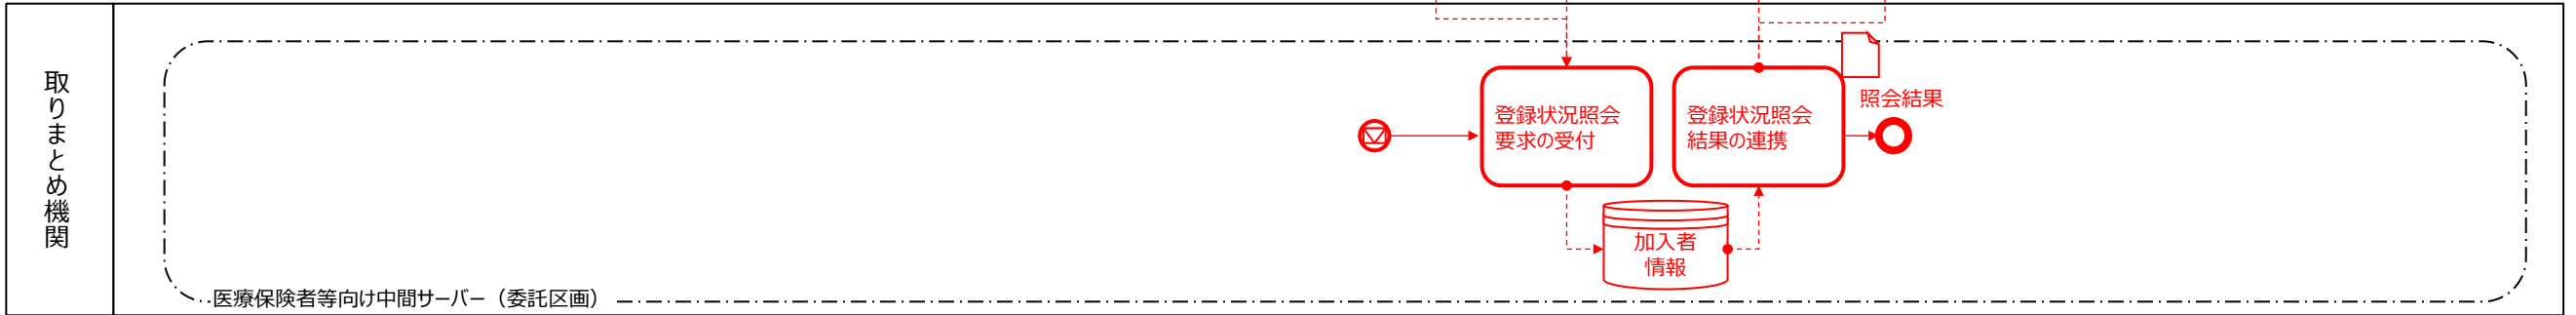 取りまとめ機関
登録状況照会
要求の受付
登録状況照会
結果の連携
照会結果
加入者
情報
医療保険者等向け中間サーバー（委託区画）